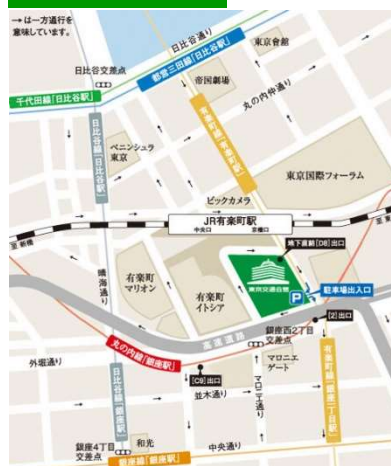 → は一方通行を
意味しています。
日比谷通り
東京會館
日比谷交差点
都営三田線「日比谷駅」
帝国劇場
千代田線「日比谷駅」
丸の内仲通り
有楽町線「有楽町駅」
日比谷線「日比谷駅」
ペニンシュラ
東京
東京国際フォーラム
ビックカメラ
JR有楽町駅
中央口
京橋口
至 新橋
至 東
地下直結[D8]出口
晴海通り
有楽町
マリオン
有楽町
イトシア
東京交通会館
P
駐車場出入口
高速道路
[2]出口
銀座西2丁目
交差点
外堀通り
丸の内線「銀座駅」
マロニエ
ゲート
有楽町線「銀座一丁目駅」
[C9]出口
並木通り
マロニエ通り
日比谷線「銀座駅」
銀座4丁目
交差点
和光
中央通り
銀座線「銀座駅」